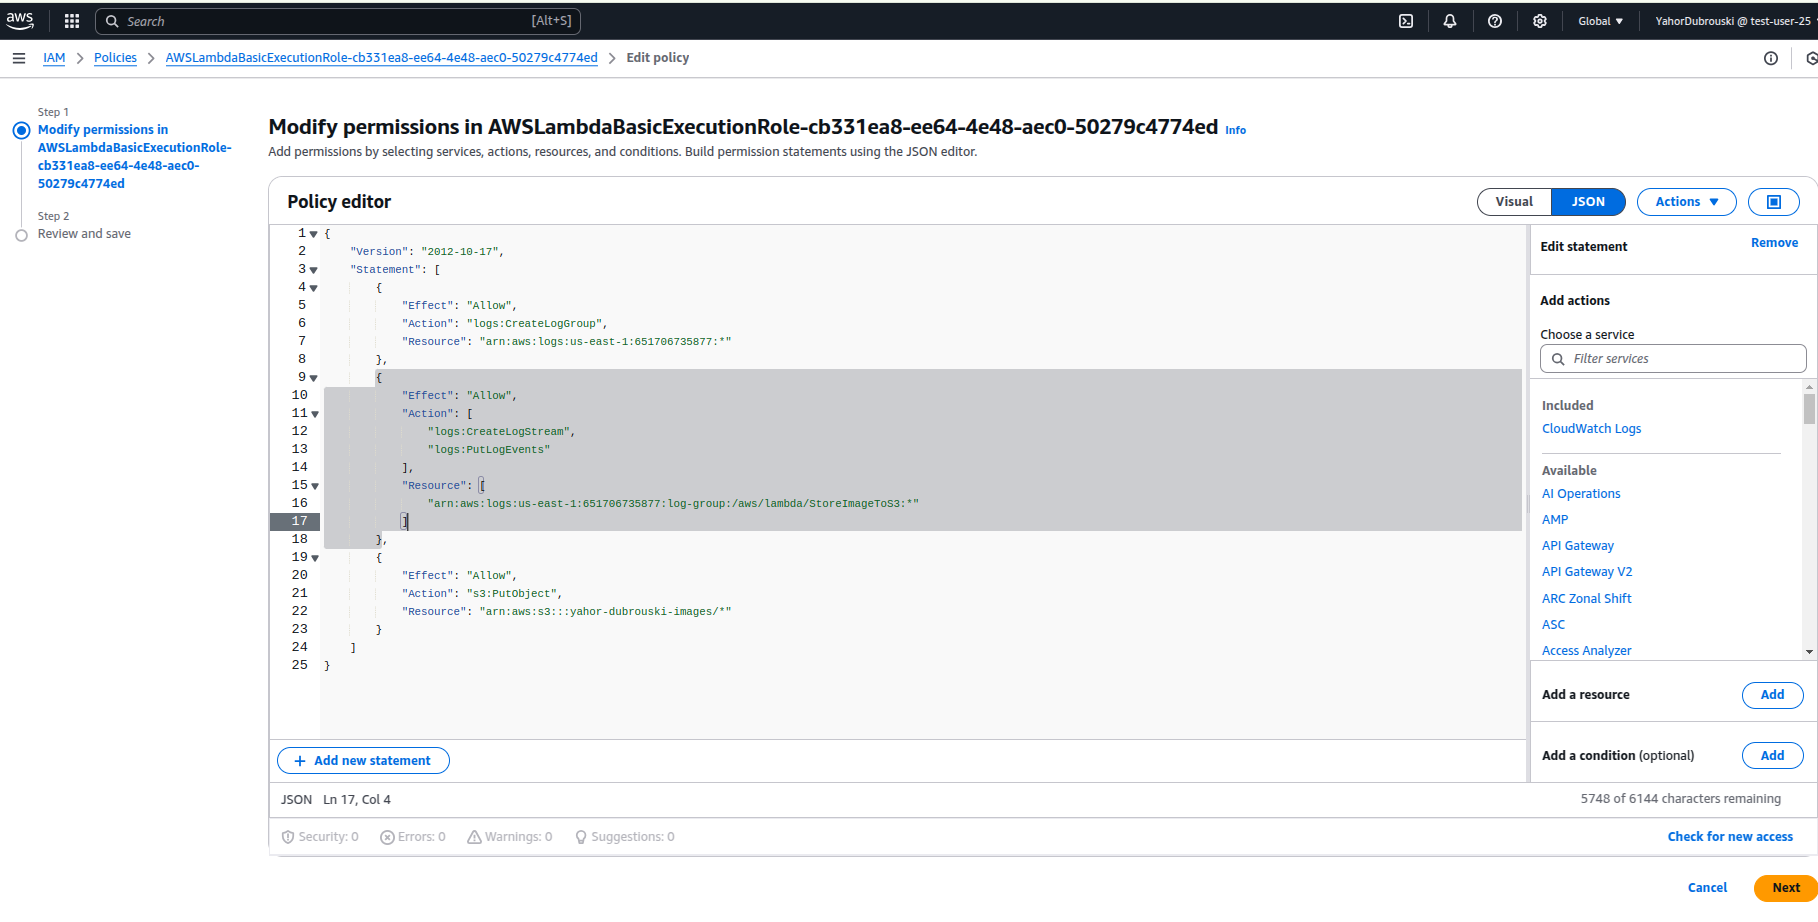 aws
Search
[Alt+S]
Global
YahorDubrouski @ test-user-25
IAM
Policies
AWSLambdaBasicExecutionRole-cb331ea8-ee64-4e48-aec0-50279c4774ed
Edit policy
Step 1
Modify permissions in
AWSLambdaBasicExecutionRole-
cb331ea8-ee64-4e48-aec0-
50279c4774ed
Step 2
Review and save
Modify permissions in AWSLambdaBasicExecutionRole-cb331ea8-ee64-4e48-aec0-50279c4774ed Info
Add permissions by selecting services, actions, resources, and conditions. Build permission statements using the JSON editor.
Policy editor
Visual
JSON
Actions
1 {
2 "Version": "2012-10-17",
3 "Statement": [
4 {
5 "Effect": "Allow",
6 "Action": "logs:CreateLogGroup",
7 "Resource": "arn:aws:logs:us-east-1:651706735877:*"
8 },
9 {
10 "Effect": "Allow",
11 "Action": [
12 "logs:CreateLogStream",
13 "logs:PutLogEvents"
14 ],
15 "Resource": [
16 "arn:aws:logs:us-east-1:651706735877:log-group:/aws/lambda/StoreImageToS3:*"
17 ]
18 },
19 {
20 "Effect": "Allow",
21 "Action": "s3:PutObject",
22 "Resource": "arn:aws:s3:::yahor-dubrouski-images/*"
23 }
24 ]
25 }
+ Add new statement
JSON Ln 17, Col 4
5748 of 6144 characters remaining
Security: 0
Errors: 0
Warnings: 0
Suggestions: 0
Check for new access
Edit statement
Remove
Add actions
Choose a service
Filter services
Included
CloudWatch Logs
Available
AI Operations
AMP
API Gateway
API Gateway V2
ARC Zonal Shift
ASC
Access Analyzer
Add a resource
Add
Add a condition (optional)
Add
Cancel
Next